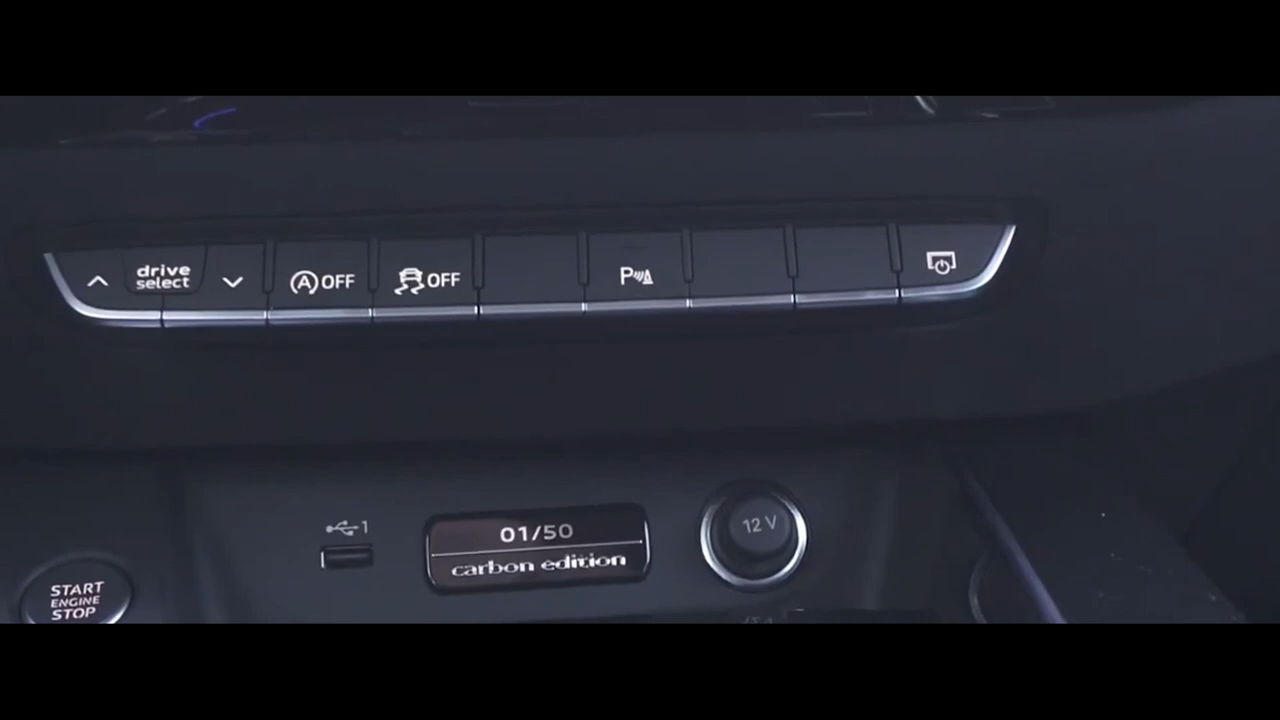 drive
select
A OFF
OFF
P
1
01/50
carbon edition
12 V
START
ENGINE
STOP